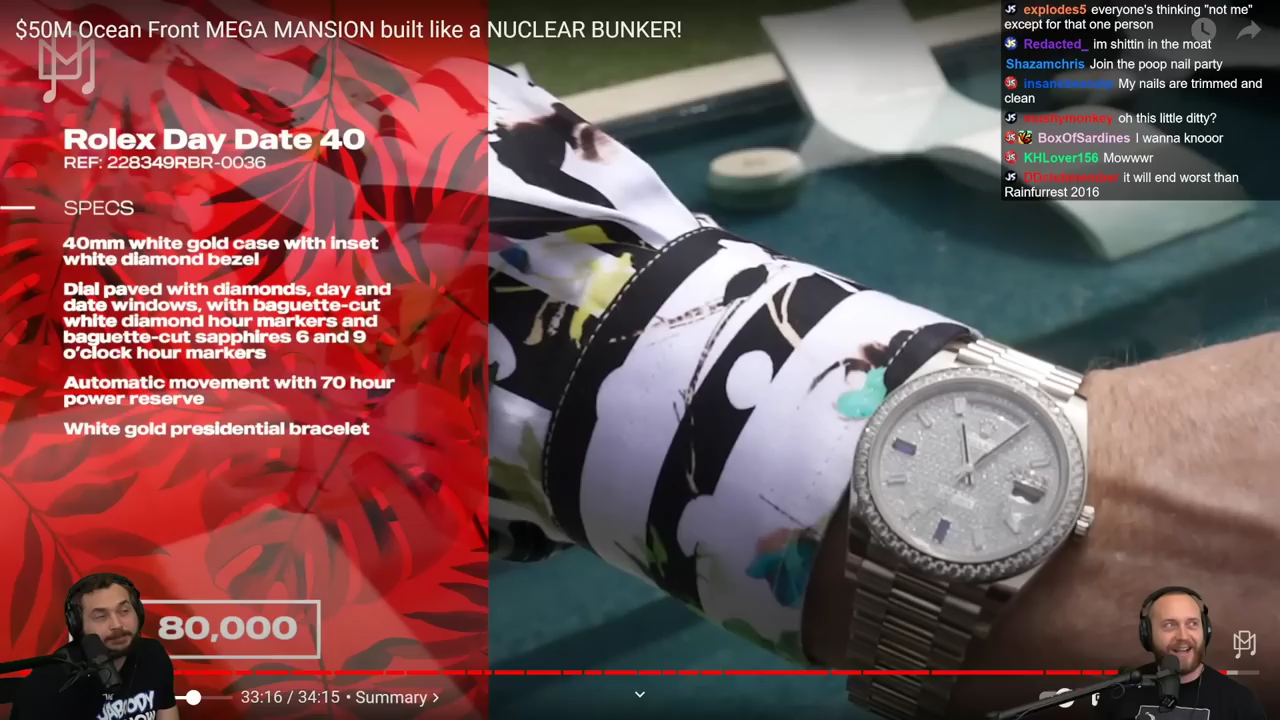 $50M Ocean Front MEGA MANSION built like a NUCLEAR BUNKER!
Rolex Day Date 40
REF: 228349RBR-0036
SPECS
40mm white gold case with inset
white diamond bezel
Dial paved with diamonds, day and
date windows, with baguette-cut
white diamond hour markers and
baguette-cut sapphires 6 and 9
o'clock hour markers
Automatic movement with 70 hour
power reserve
White gold presidential bracelet
80,000
33:16 / 34:15 • Summary >
explodes5 everyone's thinking "not me"
except for that one person
Redacted_ im shittin in the moat
Shazamchris Join the poop nail party
My nails are trimmed and
clean
mushymonkey oh this little ditty?
BoxOfSardines I wanna knooor
KHLover156 Mowwwr
it will end worst than
Rainfurrest 2016
THE